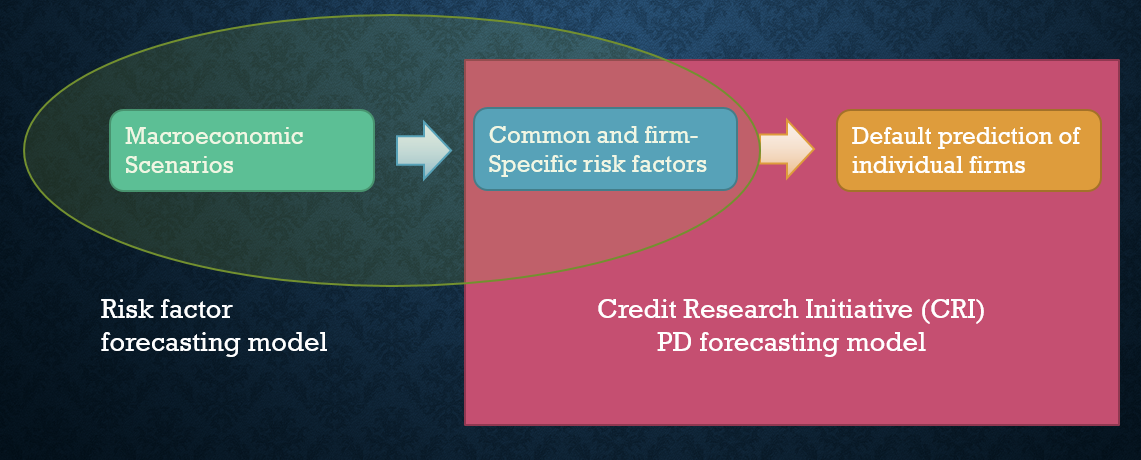 Macroeconomic
Scenarios
Common and firm-
Specific risk factors
Default prediction of
individual firms
Risk factor
forecasting model
Credit Research Initiative (CRI)
PD forecasting model